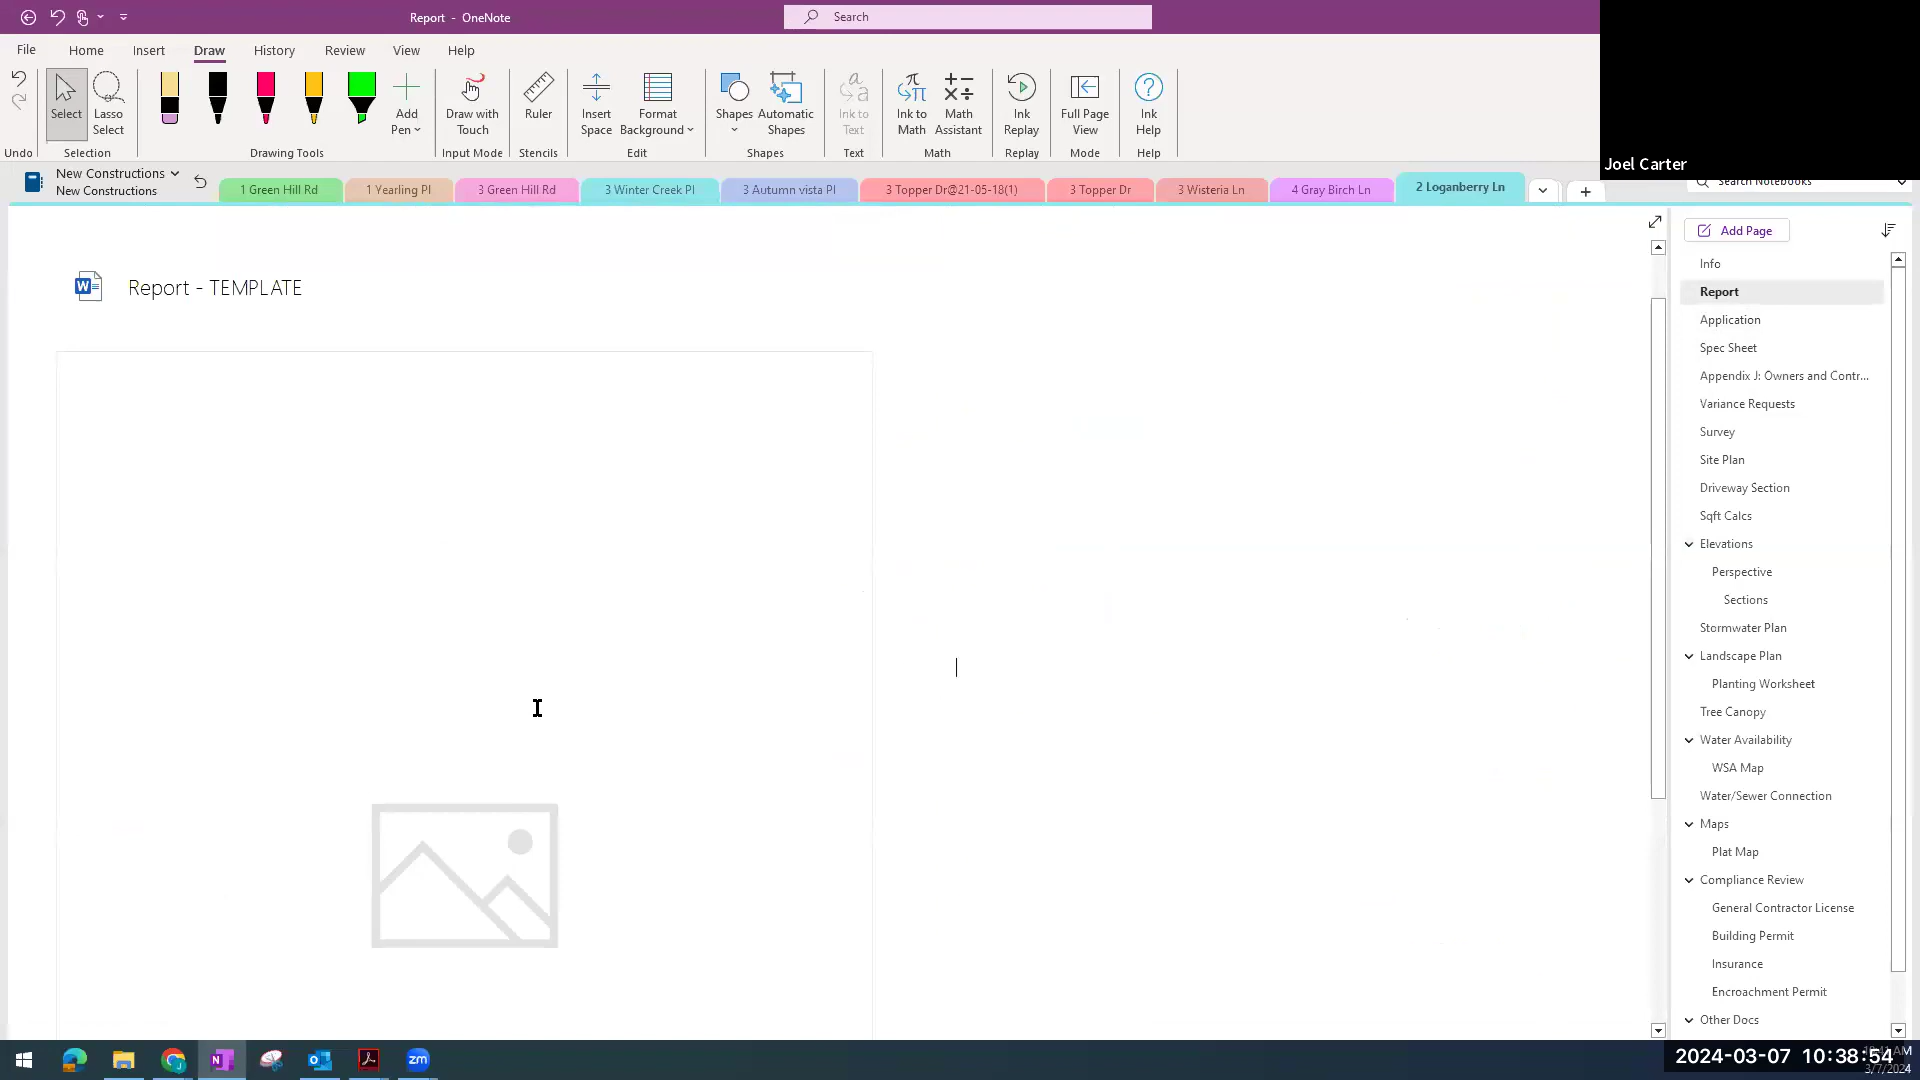 Report - OneNote
Search
File Home Insert Draw History Review View Help
Select
Lasso Select
Add Pen
Draw with Touch
Ruler
Insert Space
Format Background
Shapes
Automatic Shapes
Ink to Text
Ink to Math
Math Assistant
Ink Replay
Full Page View
Ink Help
Undo Selection Drawing Tools Input Mode Stencils Edit Shapes Text Math Replay Mode Help
Joel Carter
New Constructions
New Constructions
1 Green Hill Rd
1 Yearling Pl
3 Green Hill Rd
3 Winter Creek Pl
3 Autumn vista Pl
3 Topper Dr@21-05-18(1)
3 Topper Dr
3 Wisteria Ln
4 Gray Birch Ln
2 Loganberry Ln
Search Notebooks
Add Page
Report - TEMPLATE
Info
Report
Application
Spec Sheet
Appendix J: Owners and Contr...
Variance Requests
Survey
Site Plan
Driveway Section
Sqft Calcs
Elevations
Perspective
Sections
Stormwater Plan
Landscape Plan
Planting Worksheet
Tree Canopy
Water Availability
WSA Map
Water/Sewer Connection
Maps
Plat Map
Compliance Review
General Contractor License
Building Permit
Insurance
Encroachment Permit
Other Docs
2024-03-07 10:38:54
3/7/2024